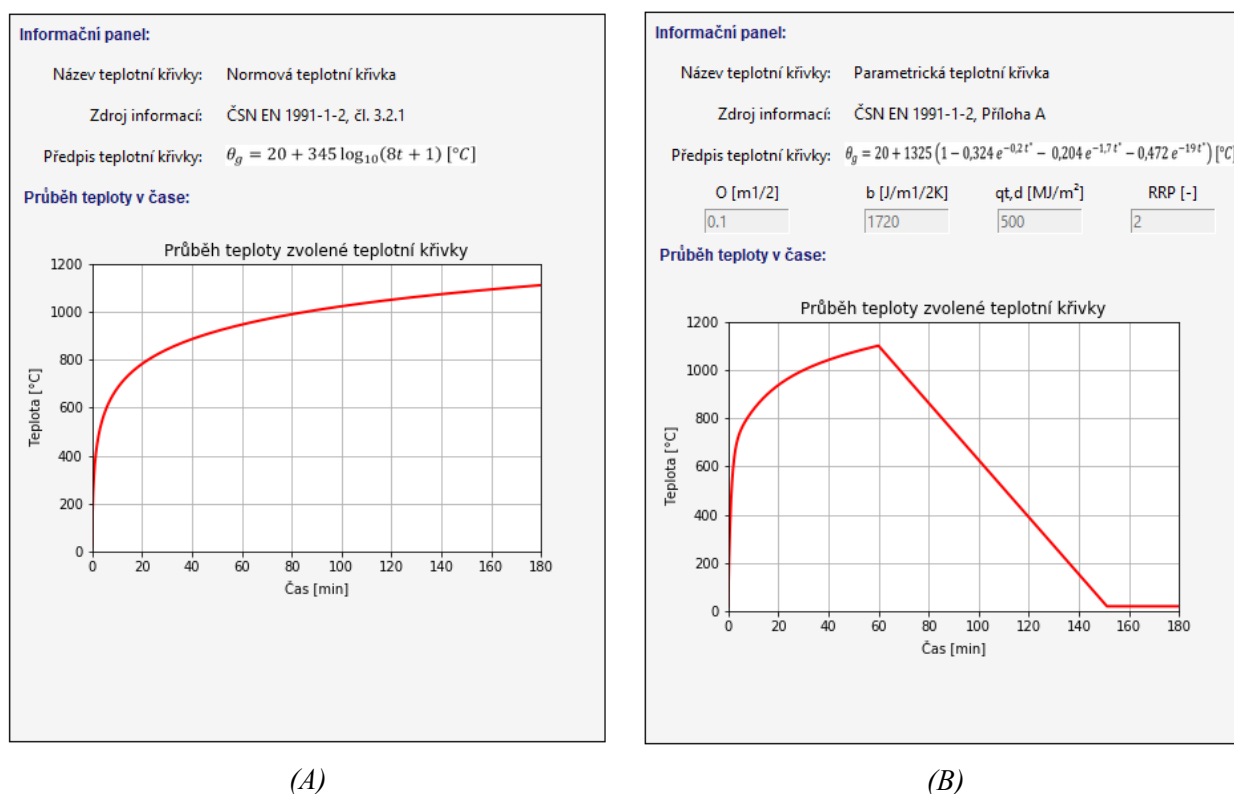 Informační panel:
Název teplotní křivky: Normová teplotní křivka
Zdroj informací: ČSN EN 1991-1-2, čl. 3.2.1
Předpis teplotní křivky: θg = 20 + 345 log10(8t + 1) [°C]
Průběh teploty v čase:
Průběh teploty zvolené teplotní křivky
1200
1000
800
600
400
200
0
Teplota [°C]
0 20 40 60 80 100 120 140 160 180
Čas [min]
(A)
Informační panel:
Název teplotní křivky: Parametrická teplotní křivka
Zdroj informací: ČSN EN 1991-1-2, Příloha A
Předpis teplotní křivky: θg = 20 + 1325 (1 − 0,324 e^−0,2t* − 0,204 e^−1,7t* − 0,472 e^−19t*) [°C]
O [m1/2] b [J/m1/2K] qt,d [MJ/m²] RRP [-]
0.1 1720 500 2
Průběh teploty v čase:
Průběh teploty zvolené teplotní křivky
1200
1000
800
600
400
200
0
Teplota [°C]
0 20 40 60 80 100 120 140 160 180
Čas [min]
(B)